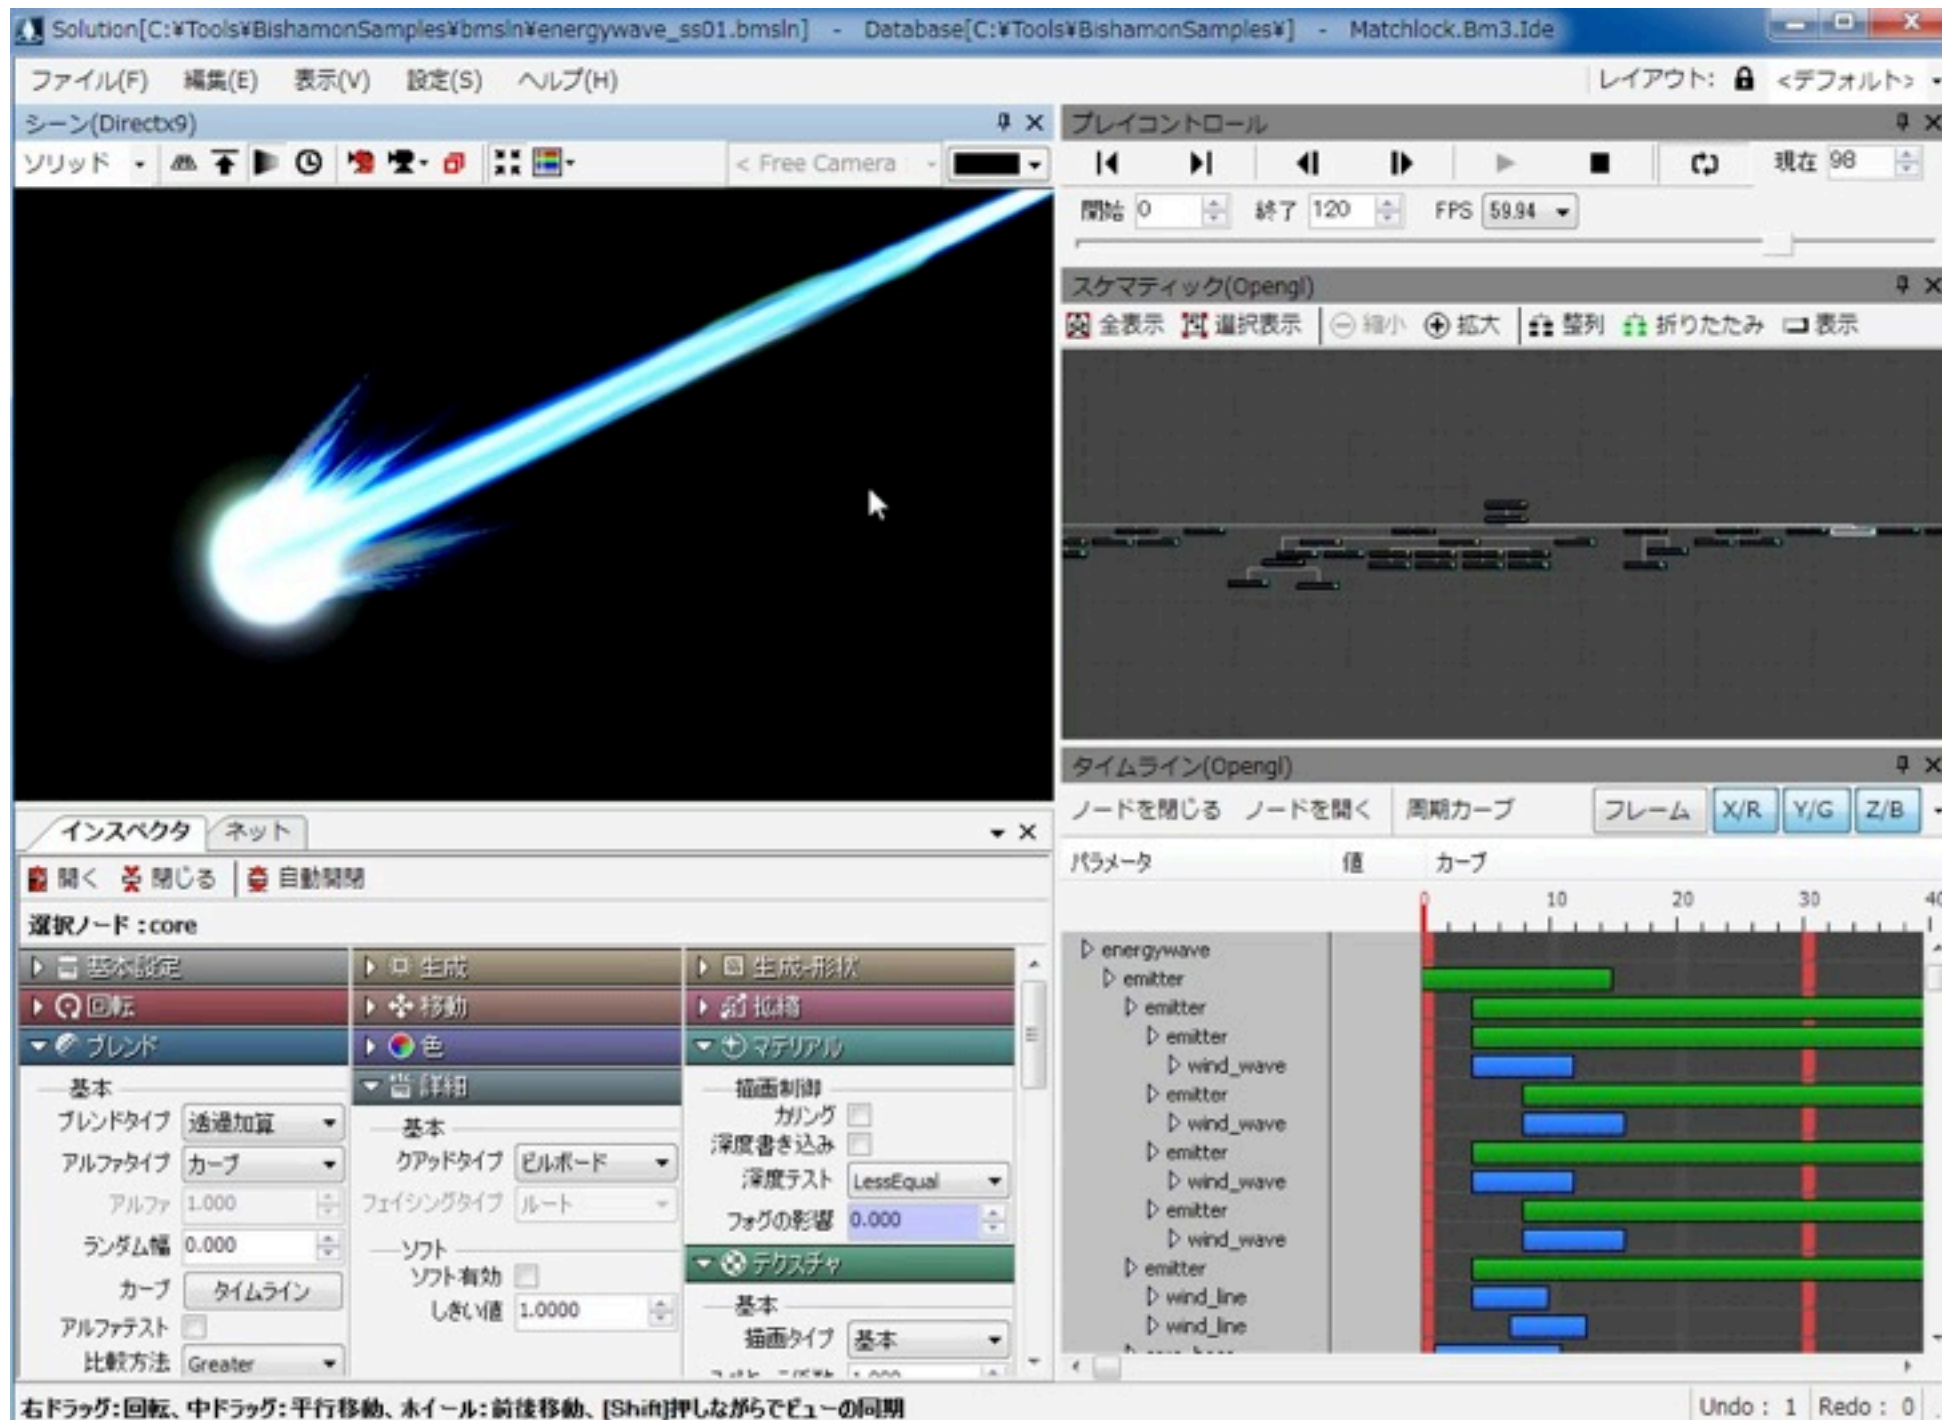 Solution[C:¥Tools¥BishamonSamples¥bmsln¥energywave_ss01.bmsln] - Database[C:¥Tools¥BishamonSamples¥] - Matchlock.Bm3.Ide
ファイル(F) 編集(E) 表示(V) 設定(S) ヘルプ(H)
レイアウト: <デフォルト>
シーン(Directx9)
ソリッド
< Free Camera
プレイコントロール
現在 98
開始 0 終了 120 FPS 59.94
スケマティック(Opengl)
全表示 選択表示 縮小 拡大 整列 折りたたみ 表示
タイムライン(Opengl)
ノードを閉じる ノードを開く 周期カーブ フレーム X/R Y/G Z/B
パラメータ 値 カーブ
0 10 20 30 40
energywave
emitter
emitter
emitter
wind_wave
emitter
wind_wave
emitter
wind_wave
emitter
wind_wave
emitter
wind_line
wind_line
インスペクタ ネット
開く 閉じる 自動開閉
選択ノード :core
基本設定 生成 生成-形状
回転 移動 拡縮
ブレンド 色 マテリアル
基本
ブレンドタイプ 透過加算
アルファタイプ カーブ
アルファ 1.000
ランダム幅 0.000
カーブ タイムライン
アルファテスト
比較方法 Greater
詳細
基本
クアッドタイプ ビルボード
フェイシングタイプ ルート
ソフト
ソフト有効
しきい値 1.0000
描画制御
カリング
深度書き込み
深度テスト LessEqual
フォグの影響 0.000
テクスチャ
基本
描画タイプ 基本
右ドラッグ:回転、中ドラッグ:平行移動、ホイール:前後移動、[Shift]押しながらでビューの同期
Undo : 1 Redo : 0